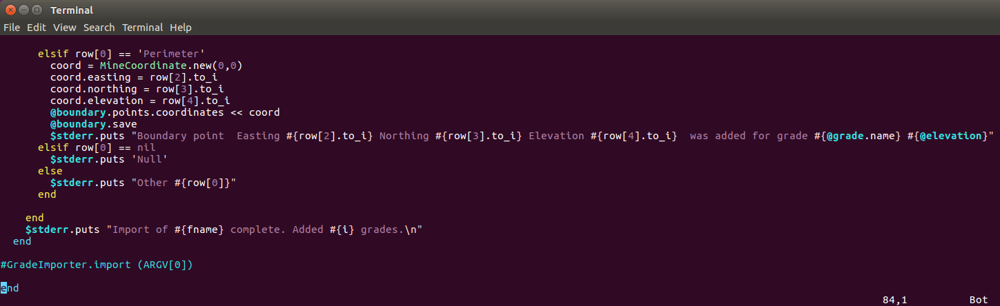 Terminal
File Edit View Search Terminal Help
      elsif row[0] == 'Perimeter'
        coord = MineCoordinate.new(0,0)
        coord.easting = row[2].to_i
        coord.northing = row[3].to_i
        coord.elevation = row[4].to_i
        @boundary.points.coordinates << coord
        @boundary.save
        $stderr.puts "Boundary point  Easting #{row[2].to_i} Northing #{row[3].to_i} Elevation #{row[4].to_i}  was added for grade #{@grade.name} #{@elevation}"
      elsif row[0] == nil
        $stderr.puts 'Null'
      else
        $stderr.puts "Other #{row[0]}"
      end
    end
    $stderr.puts "Import of #{fname} complete. Added #{i} grades.\n"
  end
#GradeImporter.import (ARGV[0])
end
84,1 Bot